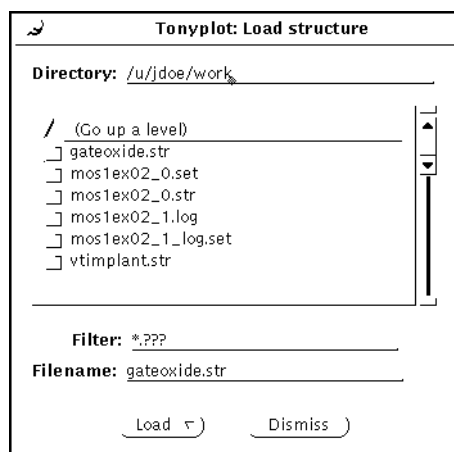 Tonyplot: Load structure
Directory: /u/jdoe/work
(Go up a level)
gateoxide.str
mos1ex02_0.set
mos1ex02_0.str
mos1ex02_1.log
mos1ex02_1_log.set
vtimplant.str
Filter: *.???
Filename: gateoxide.str
Load Dismiss